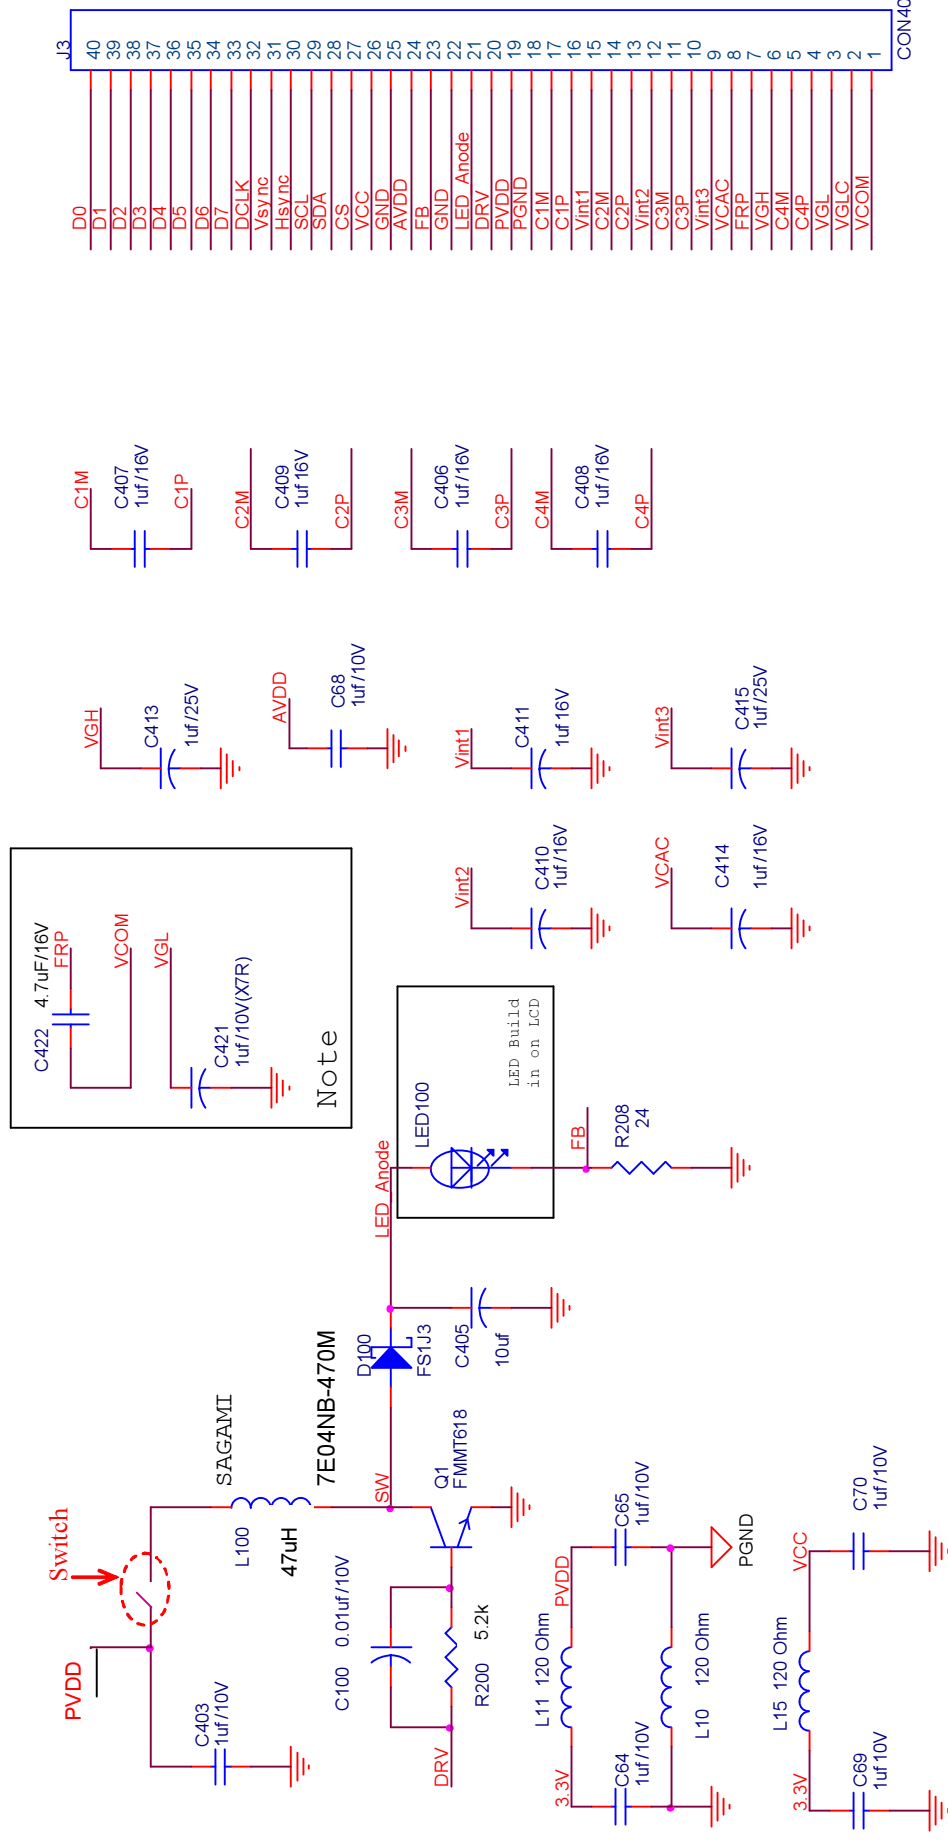 J3
CON40
40
39
38
37
36
35
34
33
32
31
30
29
28
27
26
25
24
23
22
21
20
19
18
17
16
15
14
13
12
11
10
9
8
7
6
5
4
3
2
1
D0
D1
D2
D3
D4
D5
D6
D7
DCLK
Vsync
Hsync
SCL
SDA
CS
VCC
GND
AVDD
FB
GND
LED_Anode
DRV
PVDD
PGND
C1M
C1P
Vint1
C2M
C2P
Vint2
C3M
C3P
Vint3
VCAC
FRP
VGH
C4M
C4P
VGL
VGLC
VCOM
C1M
C407
1uf/16V
C1P
C2M
C409
1uf 16V
C2P
C3M
C406
1uf/16V
C3P
C4M
C408
1uf/16V
C4P
VGH
C413
1uf/25V
AVDD
C68
1uf/10V
Vint1
C411
1uf 16V
Vint3
C415
1uf/25V
Vint2
C410
1uf/16V
VCAC
C414
1uf/16V
C422
4.7uF/16V
FRP
VCOM
VGL
C421
1uf/10V(X7R)
Note
LED_Anode
LED100
LED Build
in on LCD
FB
R208
24
Switch
PVDD
C403
1uf/10V
SAGAMI
L100
47uH
7E04NB-470M
SW
D100
FS1J3
C405
10uf
Q1
FMMT618
C100
0.01uf/10V
R200
5.2k
DRV
L11
120 Ohm
PVDD
C65
1uf/10V
3.3V
C64
1uf/10V
L10
120 Ohm
PGND
3.3V
L15
120 Ohm
VCC
C69
1uf 10V
C70
1uf/10V